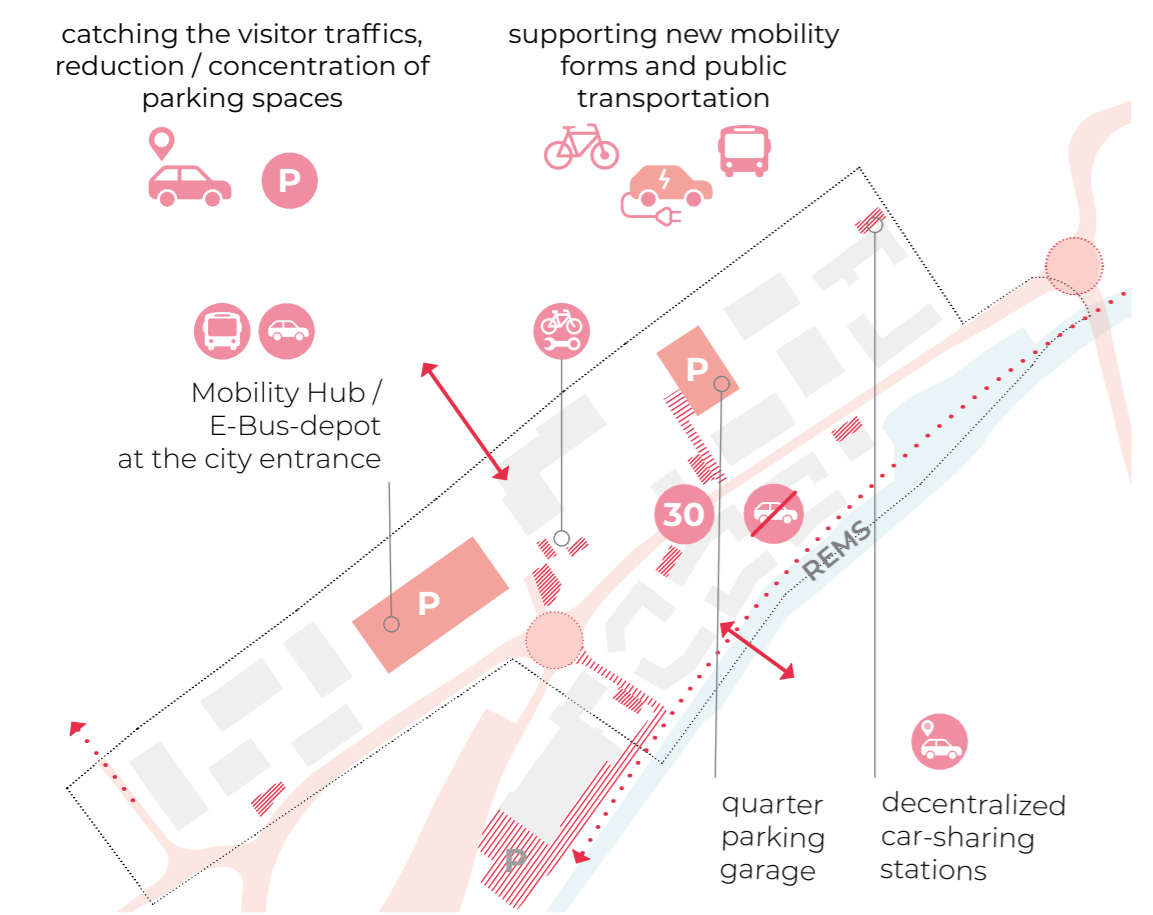 catching the visitor traffics,
reduction / concentration of
parking spaces
supporting new mobility
forms and public
transportation
P
Mobility Hub /
E-Bus-depot
at the city entrance
P
30
REMS
P
P
quarter
parking
garage
decentralized
car-sharing
stations